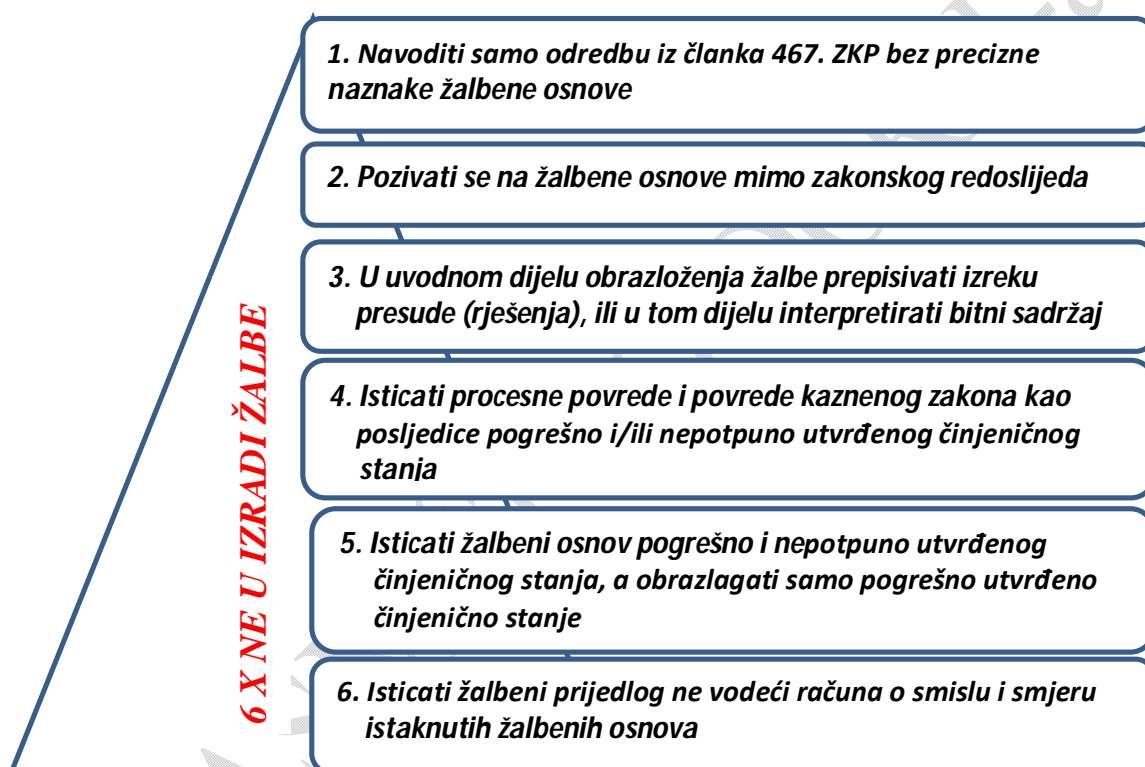 1. Navoditi samo odredbu iz članka 467. ZKP bez precizne
naznake žalbene osnove
2. Pozivati se na žalbene osnove mimo zakonskog redoslijeda
3. U uvodnom dijelu obrazloženja žalbe prepisivati izreku
presude (rješenja), ili u tom dijelu interpretirati bitni sadržaj
4. Isticati procesne povrede i povrede kaznenog zakona kao
posljedice pogrešno i/ili nepotpuno utvrđenog činjeničnog
stanja
5. Isticati žalbeni osnov pogrešno i nepotpuno utvrđenog
činjeničnog stanja, a obrazlagati samo pogrešno utvrđeno
činjenično stanje
6. Isticati žalbeni prijedlog ne vodeći računa o smislu i smjeru
istaknutih žalbenih osnova
6 X NE U IZRADI ŽALBE